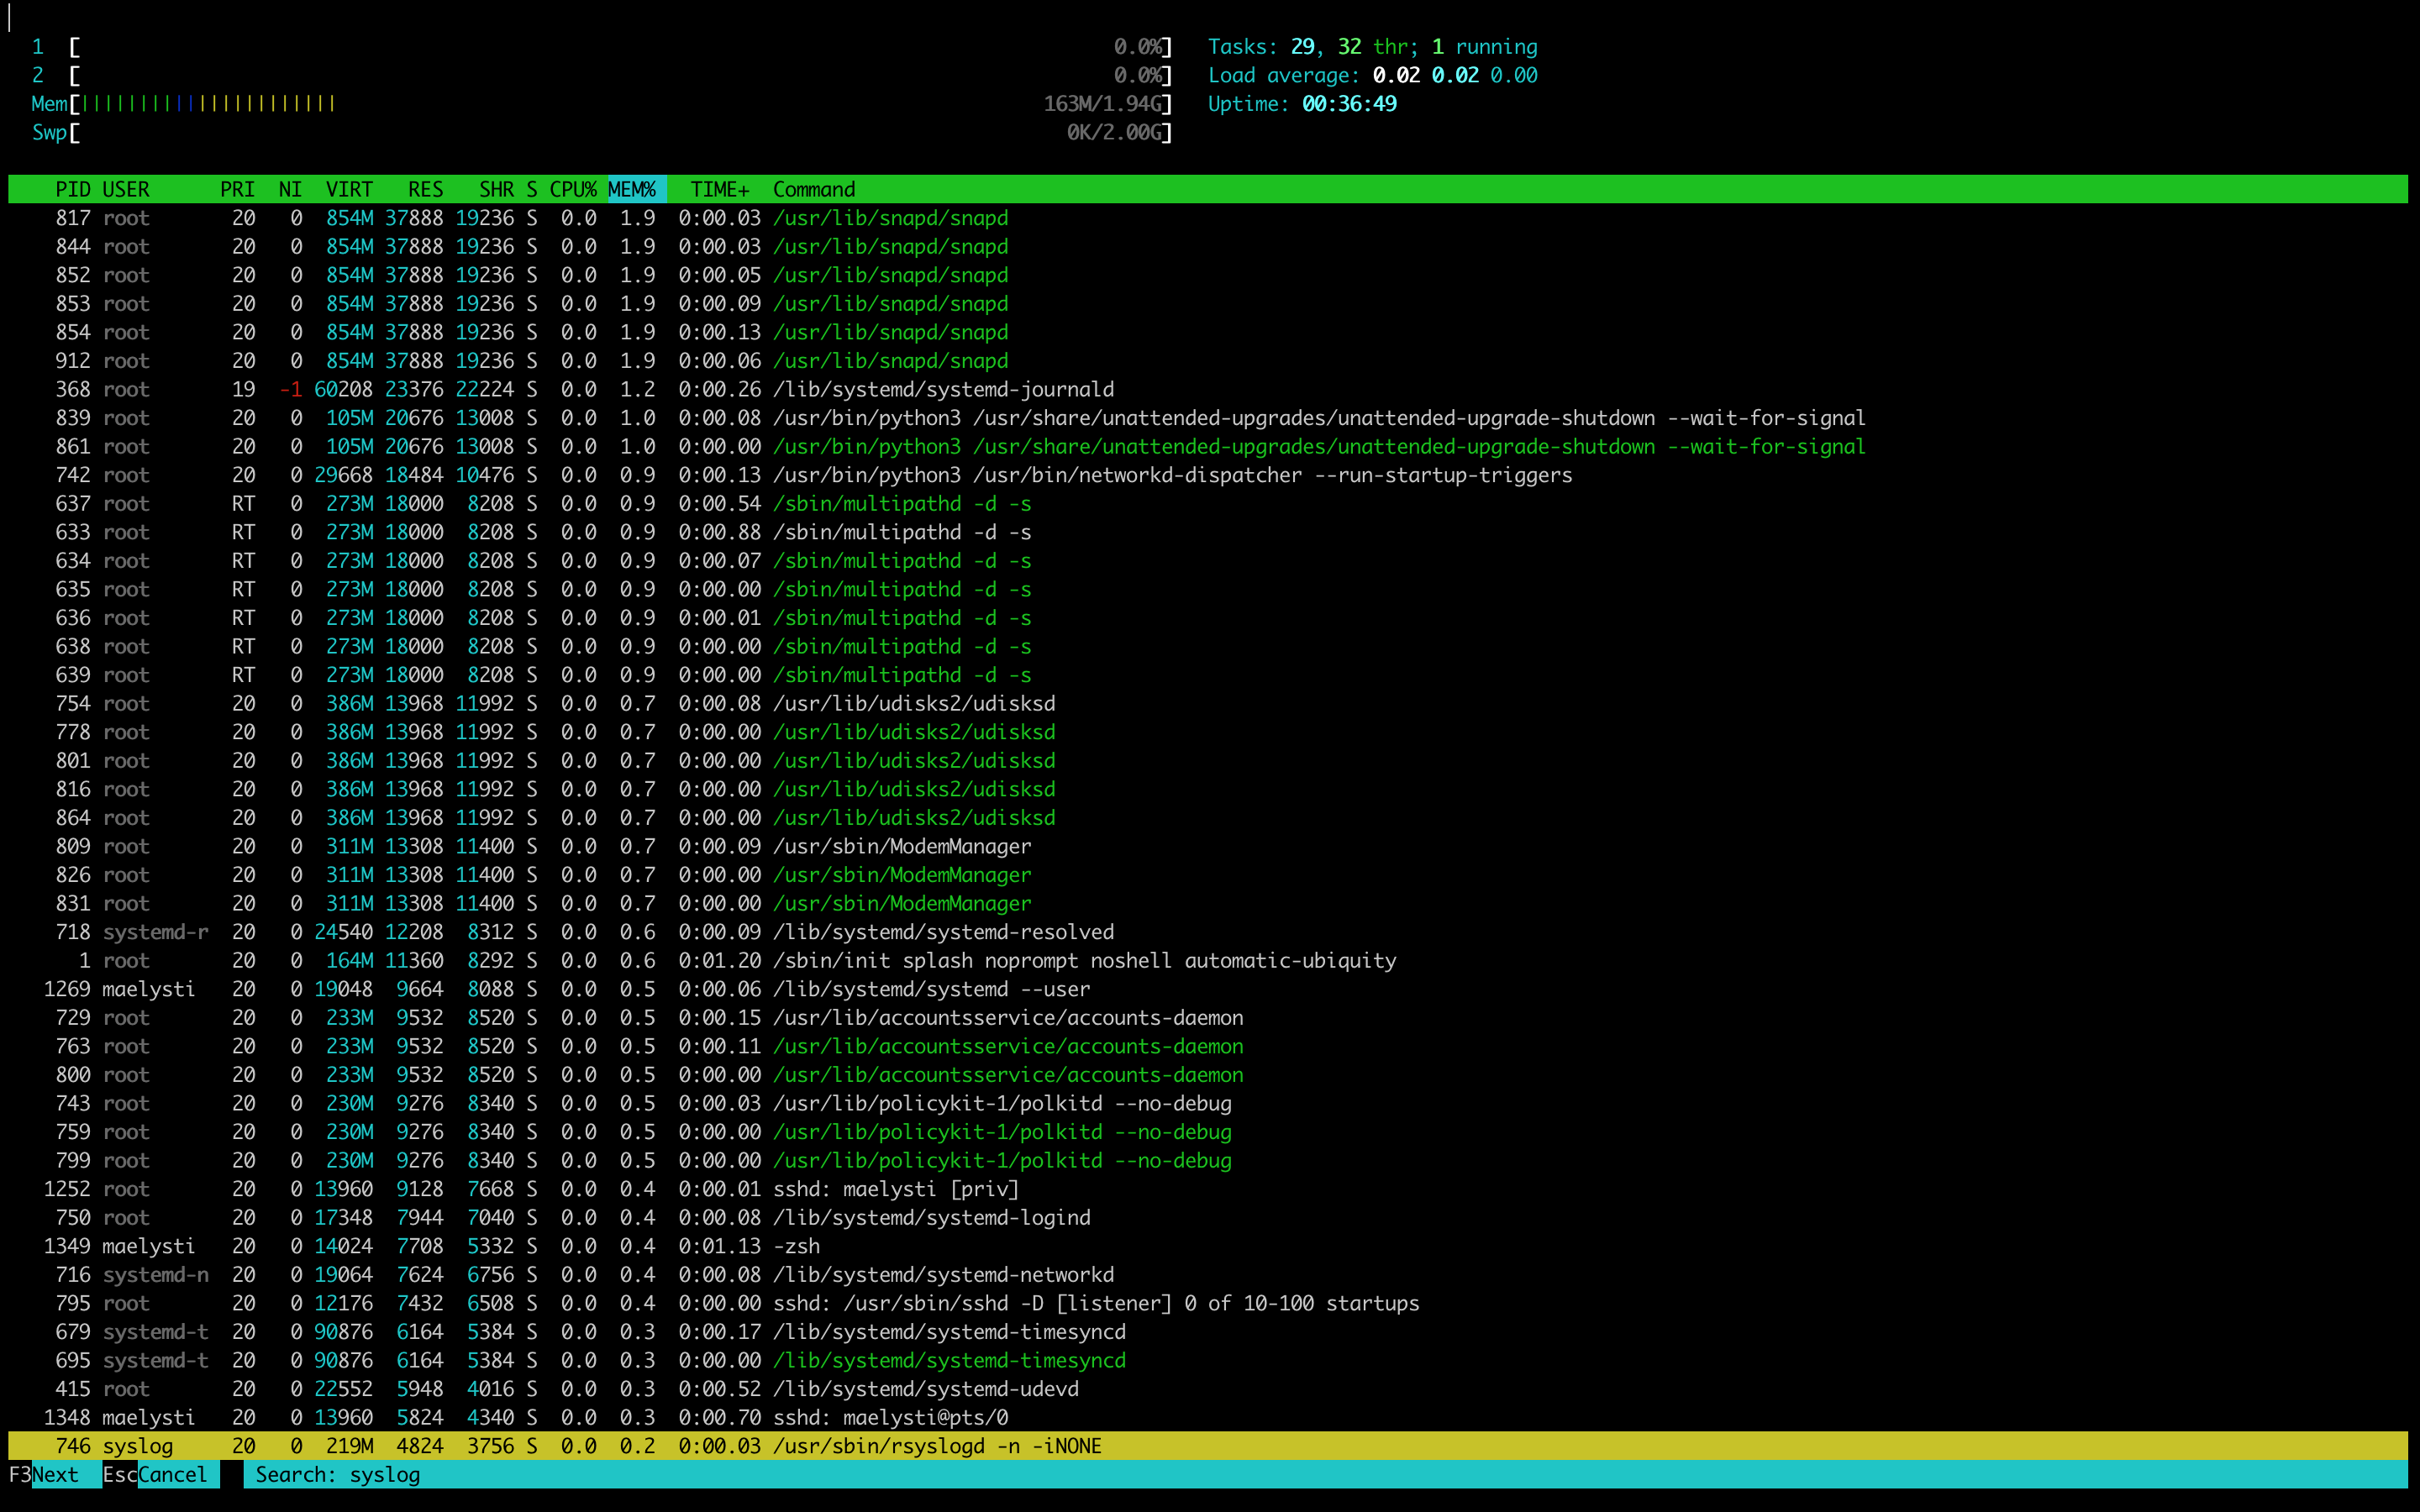 1 [ 0.0%] Tasks: 29, 32 thr; 1 running
2 [ 0.0%] Load average: 0.02 0.02 0.00
Mem[||||||||||||||||||||||163M/1.94G] Uptime: 00:36:49
Swp[ 0K/2.00G]
PID USER PRI NI VIRT RES SHR S CPU% MEM% TIME+ Command
817 root 20 0 854M 37888 19236 S 0.0 1.9 0:00.03 /usr/lib/snapd/snapd
844 root 20 0 854M 37888 19236 S 0.0 1.9 0:00.03 /usr/lib/snapd/snapd
852 root 20 0 854M 37888 19236 S 0.0 1.9 0:00.05 /usr/lib/snapd/snapd
853 root 20 0 854M 37888 19236 S 0.0 1.9 0:00.09 /usr/lib/snapd/snapd
854 root 20 0 854M 37888 19236 S 0.0 1.9 0:00.13 /usr/lib/snapd/snapd
912 root 20 0 854M 37888 19236 S 0.0 1.9 0:00.06 /usr/lib/snapd/snapd
368 root 19 -1 60208 23376 22224 S 0.0 1.2 0:00.26 /lib/systemd/systemd-journald
839 root 20 0 105M 20676 13008 S 0.0 1.0 0:00.08 /usr/bin/python3 /usr/share/unattended-upgrades/unattended-upgrade-shutdown --wait-for-signal
861 root 20 0 105M 20676 13008 S 0.0 1.0 0:00.00 /usr/bin/python3 /usr/share/unattended-upgrades/unattended-upgrade-shutdown --wait-for-signal
742 root 20 0 29668 18484 10476 S 0.0 0.9 0:00.13 /usr/bin/python3 /usr/bin/networkd-dispatcher --run-startup-triggers
637 root RT 0 273M 18000 8208 S 0.0 0.9 0:00.54 /sbin/multipathd -d -s
633 root RT 0 273M 18000 8208 S 0.0 0.9 0:00.88 /sbin/multipathd -d -s
634 root RT 0 273M 18000 8208 S 0.0 0.9 0:00.07 /sbin/multipathd -d -s
635 root RT 0 273M 18000 8208 S 0.0 0.9 0:00.00 /sbin/multipathd -d -s
636 root RT 0 273M 18000 8208 S 0.0 0.9 0:00.01 /sbin/multipathd -d -s
638 root RT 0 273M 18000 8208 S 0.0 0.9 0:00.00 /sbin/multipathd -d -s
639 root RT 0 273M 18000 8208 S 0.0 0.9 0:00.00 /sbin/multipathd -d -s
754 root 20 0 386M 13968 11992 S 0.0 0.7 0:00.08 /usr/lib/udisks2/udisksd
778 root 20 0 386M 13968 11992 S 0.0 0.7 0:00.00 /usr/lib/udisks2/udisksd
801 root 20 0 386M 13968 11992 S 0.0 0.7 0:00.00 /usr/lib/udisks2/udisksd
816 root 20 0 386M 13968 11992 S 0.0 0.7 0:00.00 /usr/lib/udisks2/udisksd
864 root 20 0 386M 13968 11992 S 0.0 0.7 0:00.00 /usr/lib/udisks2/udisksd
809 root 20 0 311M 13308 11400 S 0.0 0.7 0:00.09 /usr/sbin/ModemManager
826 root 20 0 311M 13308 11400 S 0.0 0.7 0:00.00 /usr/sbin/ModemManager
831 root 20 0 311M 13308 11400 S 0.0 0.7 0:00.00 /usr/sbin/ModemManager
718 systemd-r 20 0 24540 12208 8312 S 0.0 0.6 0:00.09 /lib/systemd/systemd-resolved
1 root 20 0 164M 11360 8292 S 0.0 0.6 0:01.20 /sbin/init splash noprompt noshell automatic-ubiquity
1269 maelysti 20 0 19048 9664 8088 S 0.0 0.5 0:00.06 /lib/systemd/systemd --user
729 root 20 0 233M 9532 8520 S 0.0 0.5 0:00.15 /usr/lib/accountsservice/accounts-daemon
763 root 20 0 233M 9532 8520 S 0.0 0.5 0:00.11 /usr/lib/accountsservice/accounts-daemon
800 root 20 0 233M 9532 8520 S 0.0 0.5 0:00.00 /usr/lib/accountsservice/accounts-daemon
743 root 20 0 230M 9276 8340 S 0.0 0.5 0:00.03 /usr/lib/policykit-1/polkitd --no-debug
759 root 20 0 230M 9276 8340 S 0.0 0.5 0:00.00 /usr/lib/policykit-1/polkitd --no-debug
799 root 20 0 230M 9276 8340 S 0.0 0.5 0:00.00 /usr/lib/policykit-1/polkitd --no-debug
1252 root 20 0 13960 9128 7668 S 0.0 0.4 0:00.01 sshd: maelysti [priv]
750 root 20 0 17348 7944 7040 S 0.0 0.4 0:00.08 /lib/systemd/systemd-logind
1349 maelysti 20 0 14024 7708 5332 S 0.0 0.4 0:01.13 -zsh
716 systemd-n 20 0 19064 7624 6756 S 0.0 0.4 0:00.08 /lib/systemd/systemd-networkd
795 root 20 0 12176 7432 6508 S 0.0 0.4 0:00.00 sshd: /usr/sbin/sshd -D [listener] 0 of 10-100 startups
679 systemd-t 20 0 90876 6164 5384 S 0.0 0.3 0:00.17 /lib/systemd/systemd-timesyncd
695 systemd-t 20 0 90876 6164 5384 S 0.0 0.3 0:00.00 /lib/systemd/systemd-timesyncd
415 root 20 0 22552 5948 4016 S 0.0 0.3 0:00.52 /lib/systemd/systemd-udevd
1348 maelysti 20 0 13960 5824 4340 S 0.0 0.3 0:00.70 sshd: maelysti@pts/0
746 syslog 20 0 219M 4824 3756 S 0.0 0.2 0:00.03 /usr/sbin/rsyslogd -n -iNONE
F3Next EscCancel Search: syslog